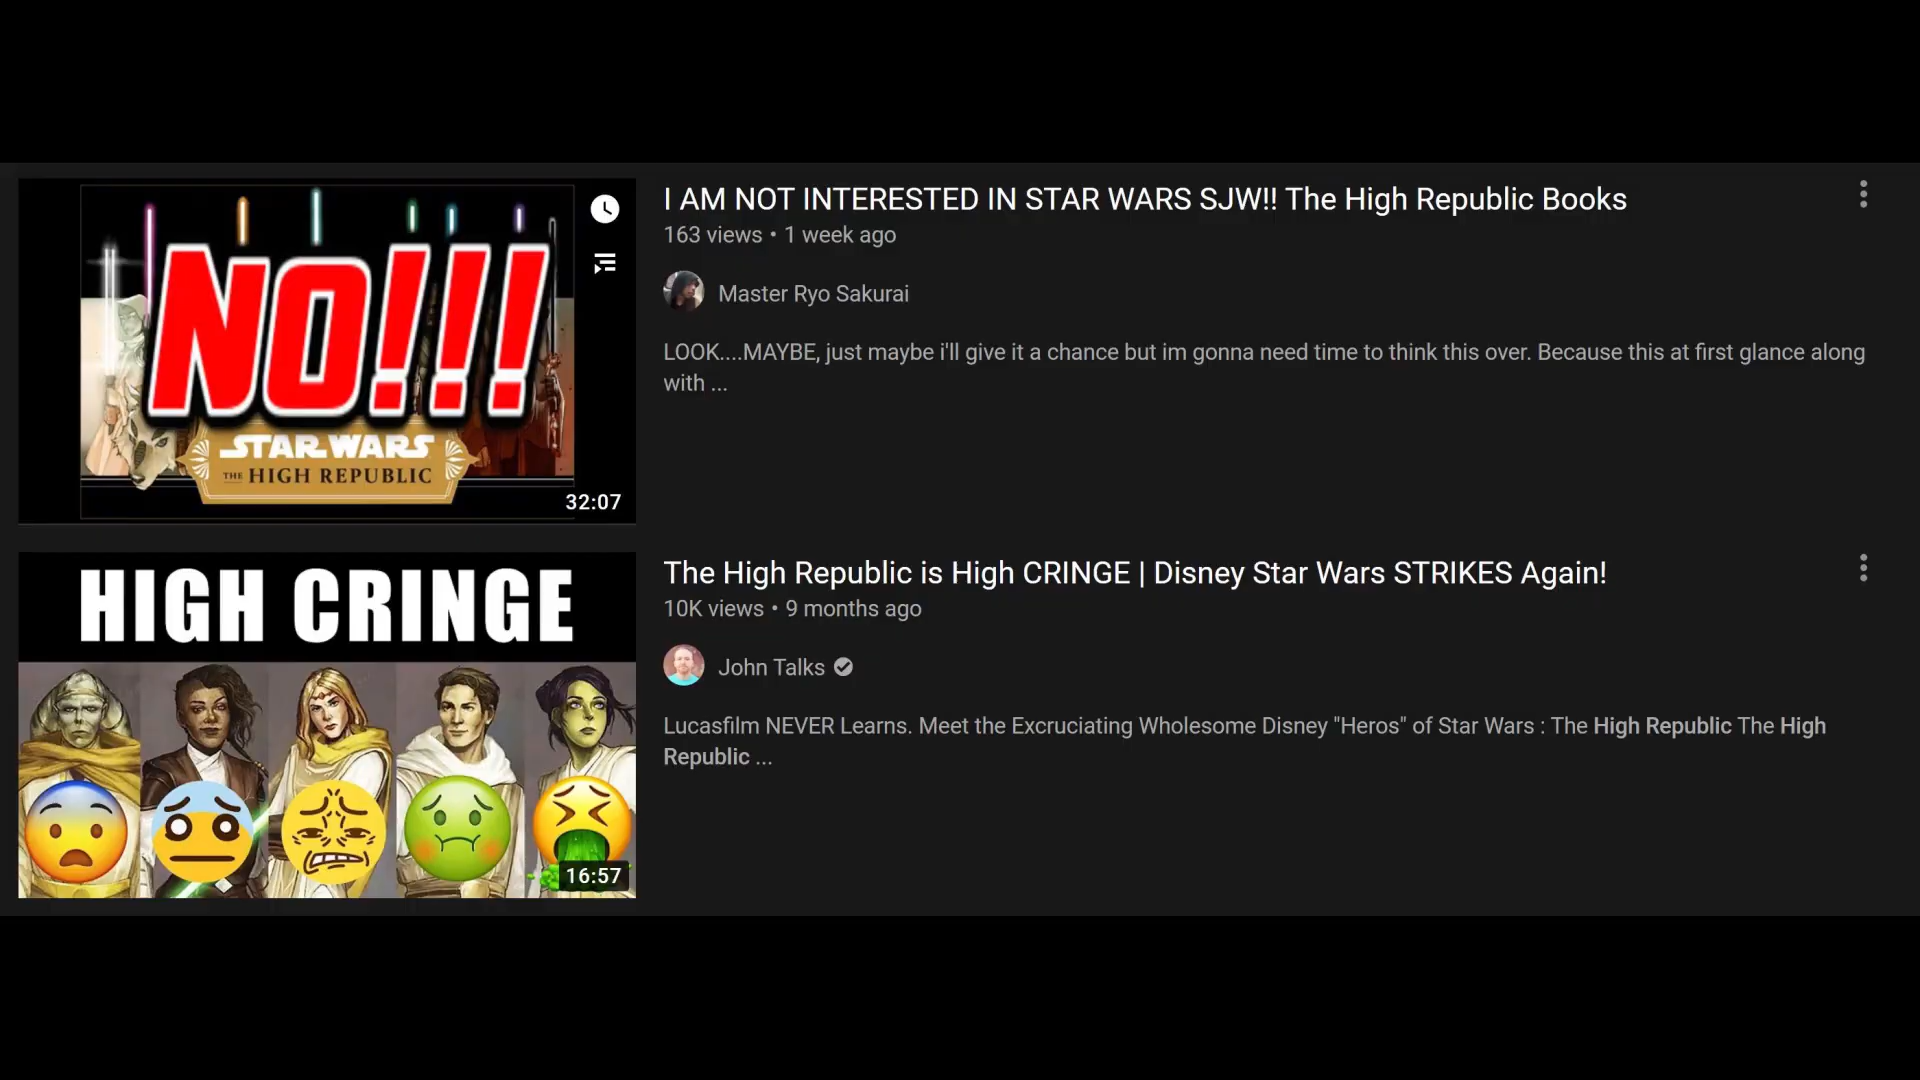 NO!!!
STAR WARS
THE HIGH REPUBLIC
32:07
I AM NOT INTERESTED IN STAR WARS SJW!! The High Republic Books
163 views • 1 week ago
Master Ryo Sakurai
LOOK....MAYBE, just maybe i'll give it a chance but im gonna need time to think this over. Because this at first glance along
with ...
HIGH CRINGE
16:57
The High Republic is High CRINGE | Disney Star Wars STRIKES Again!
10K views • 9 months ago
John Talks
Lucasfilm NEVER Learns. Meet the Excruciating Wholesome Disney "Heros" of Star Wars : The High Republic The High
Republic ...